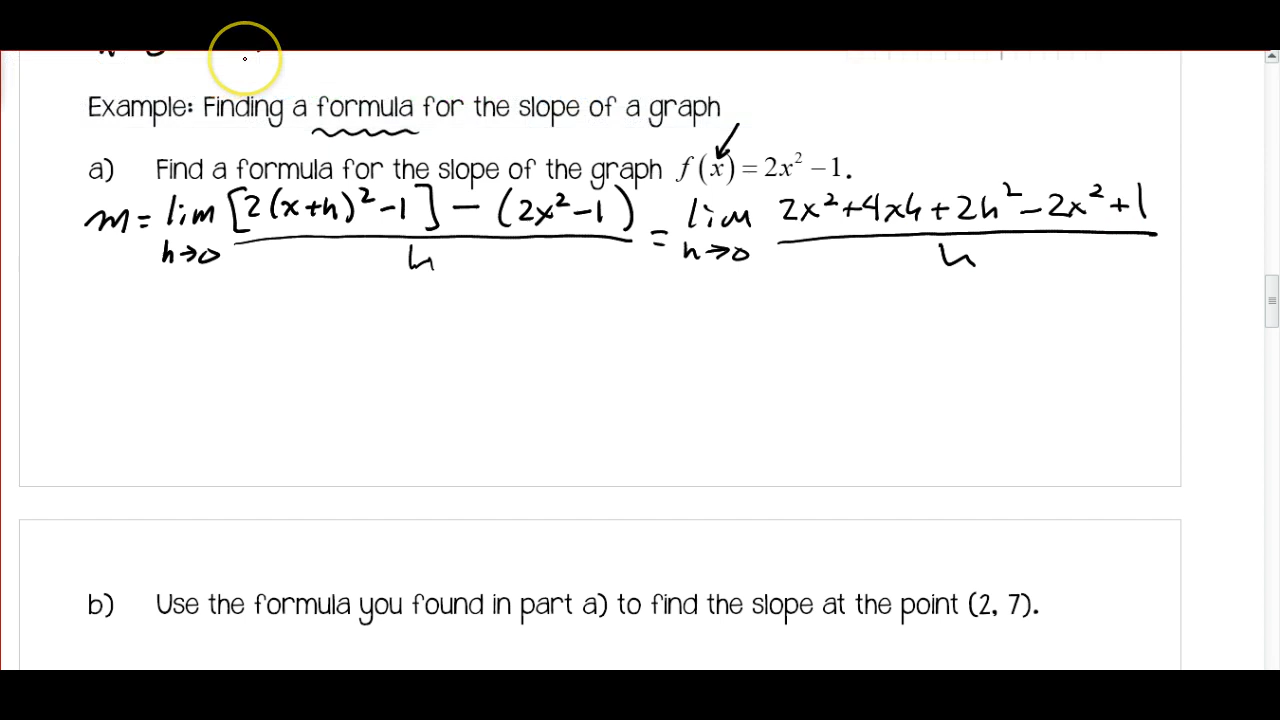 Example: Finding a formula for the slope of a graph
a) Find a formula for the slope of the graph f(x) = 2x² − 1.
m = lim h→0 [2(x+h)² − 1] − (2x² − 1) / h = lim h→0 2x² + 4xh + 2h² − 2x² + 1 / h
b) Use the formula you found in part a) to find the slope at the point (2, 7).